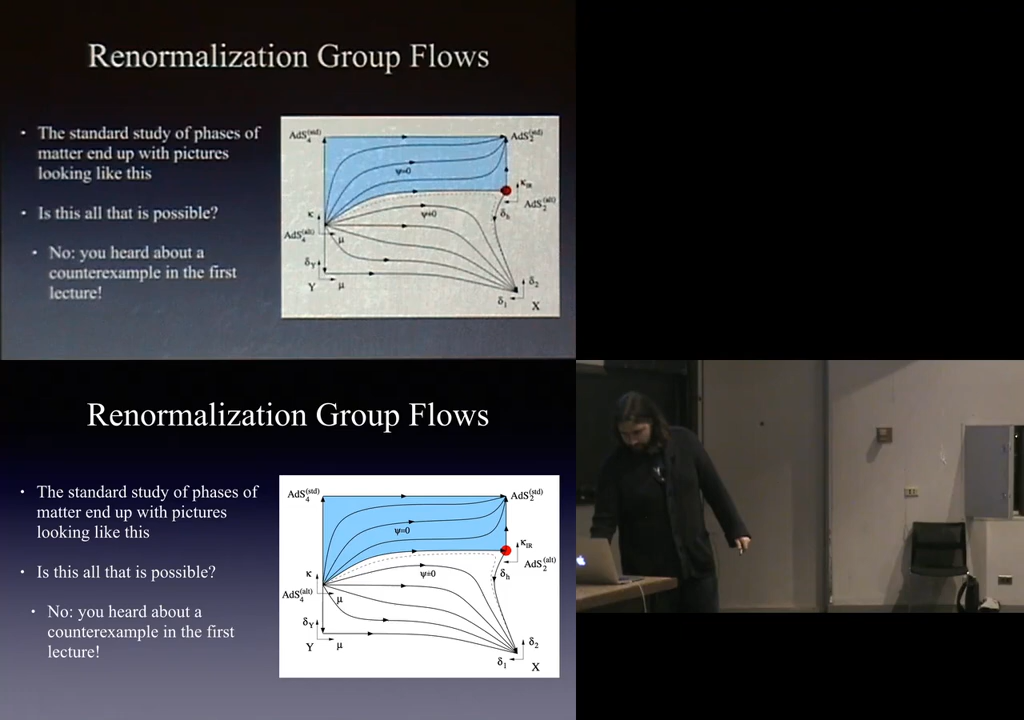 Renormalization Group Flows
• The standard study of phases of
matter end up with pictures
looking like this
• Is this all that is possible?
• No: you heard about a
counterexample in the first
lecture!
AdS₄⁽ˢᵗᵈ⁾
AdS₂⁽ˢᵗᵈ⁾
ψ=0
κ_IR
AdS₂⁽ᵃˡᵗ⁾
κ
ψ≠0
δ_h
AdS₄⁽ᵃˡᵗ⁾
μ
δ_Y
δ₂
Y
μ
δ₁
X
Renormalization Group Flows
• The standard study of phases of
matter end up with pictures
looking like this
• Is this all that is possible?
• No: you heard about a
counterexample in the first
lecture!
AdS₄⁽ˢᵗᵈ⁾
AdS₂⁽ˢᵗᵈ⁾
ψ=0
κ_IR
AdS₂⁽ᵃˡᵗ⁾
κ
ψ≠0
δ_h
AdS₄⁽ᵃˡᵗ⁾
μ
δ_Y
δ₂
Y
μ
δ₁
X